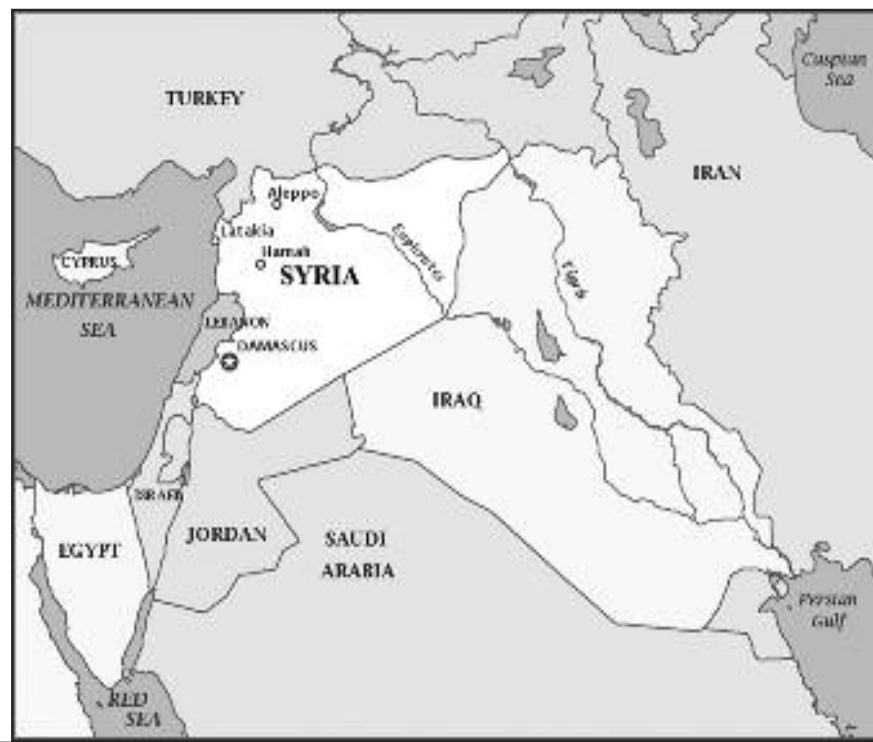 Caspian
Sea
TURKEY
IRAN
Aleppo
Latakia
Hamah
Euphrates
CYPRUS
SYRIA
Tigris
MEDITERRANEAN
SEA
LEBANON
DAMASCUS
IRAQ
ISRAEL
EGYPT
JORDAN
SAUDI
ARABIA
Persian
Gulf
RED
SEA